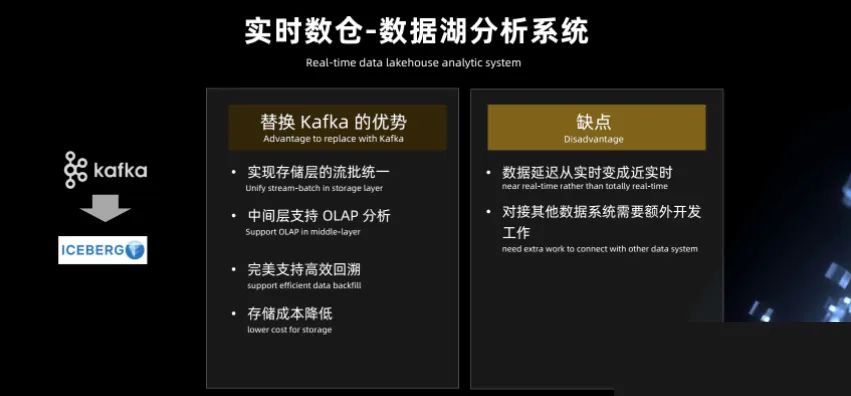 实时数仓-数据湖分析系统
Real-time data lakehouse analytic system
kafka
ICEBERG
替换 Kafka 的优势
Advantage to replace with Kafka
• 实现存储层的流批统一
Unify stream-batch in storage layer
• 中间层支持 OLAP 分析
Support OLAP in middle-layer
• 完美支持高效回溯
support efficient data backfill
• 存储成本降低
lower cost for storage
缺点
Disadvantage
• 数据延迟从实时变成近实时
near real-time rather than totally real-time
• 对接其他数据系统需要额外开发
工作
need extra work to connect with other data system